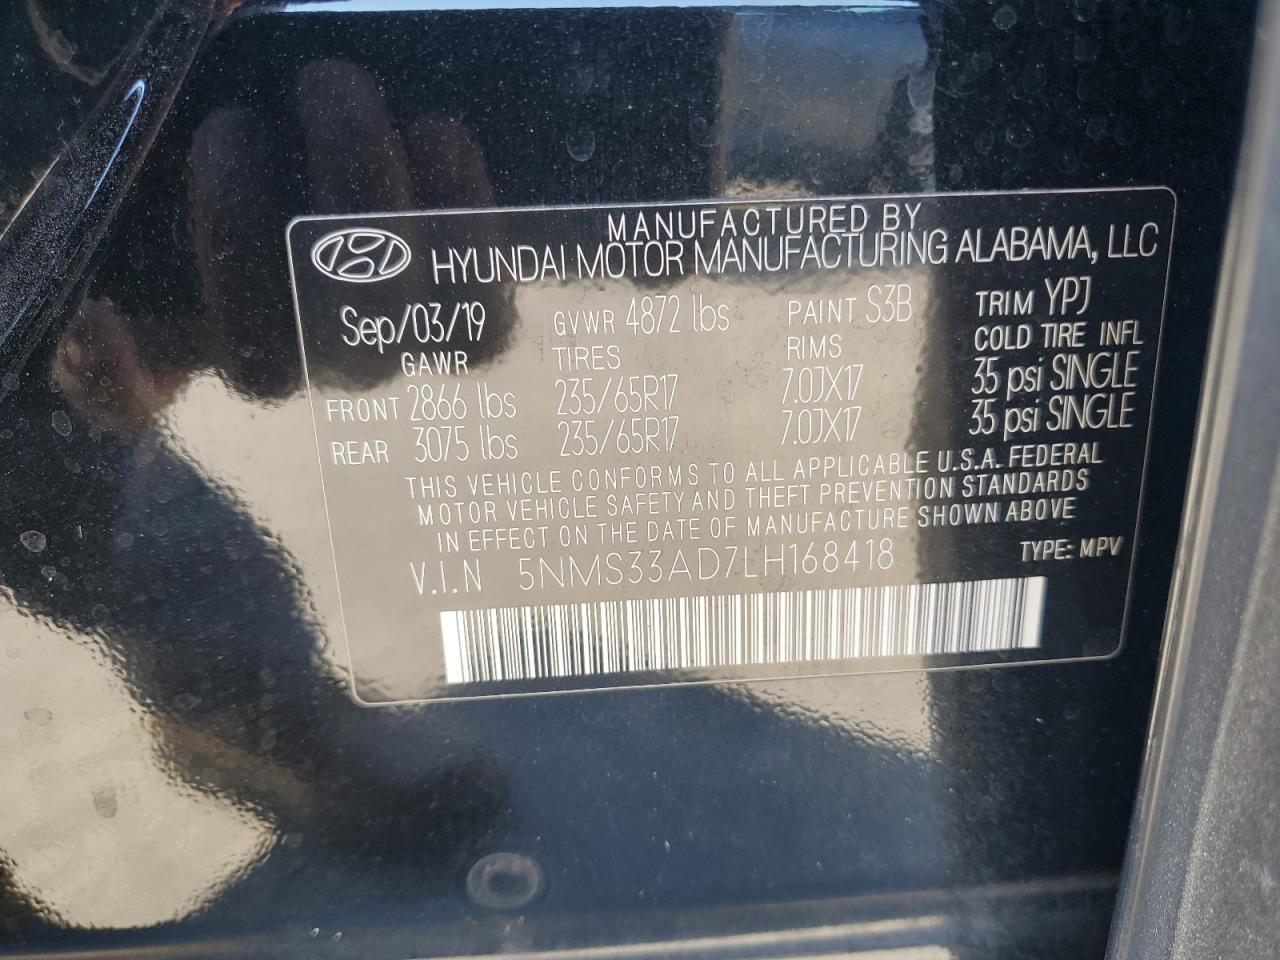 MANUFACTURED BY
HYUNDAI MOTOR MANUFACTURING ALABAMA, LLC
Sep/03/19 GVWR 4872 lbs PAINT S3B TRIM YPJ
GAWR TIRES RIMS COLD TIRE INFL
FRONT 2866 lbs 235/65R17 7.0JX17 35 psi SINGLE
REAR 3075 lbs 235/65R17 7.0JX17 35 psi SINGLE
THIS VEHICLE CONFORMS TO ALL APPLICABLE U.S.A. FEDERAL
MOTOR VEHICLE SAFETY AND THEFT PREVENTION STANDARDS
IN EFFECT ON THE DATE OF MANUFACTURE SHOWN ABOVE
V.I.N 5NMS33AD7LH168418 TYPE: MPV